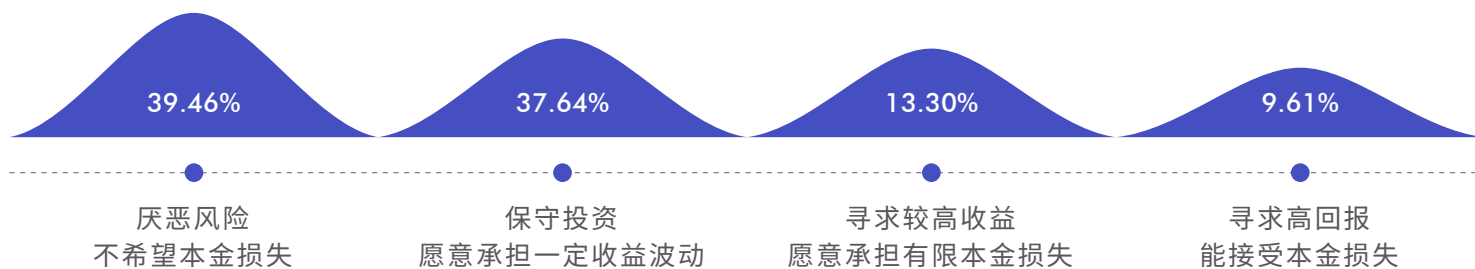 39.46%
37.64%
13.30%
9.61%
厌恶风险
不希望本金损失
保守投资
愿意承担一定收益波动
寻求较高收益
愿意承担有限本金损失
寻求高回报
能接受本金损失